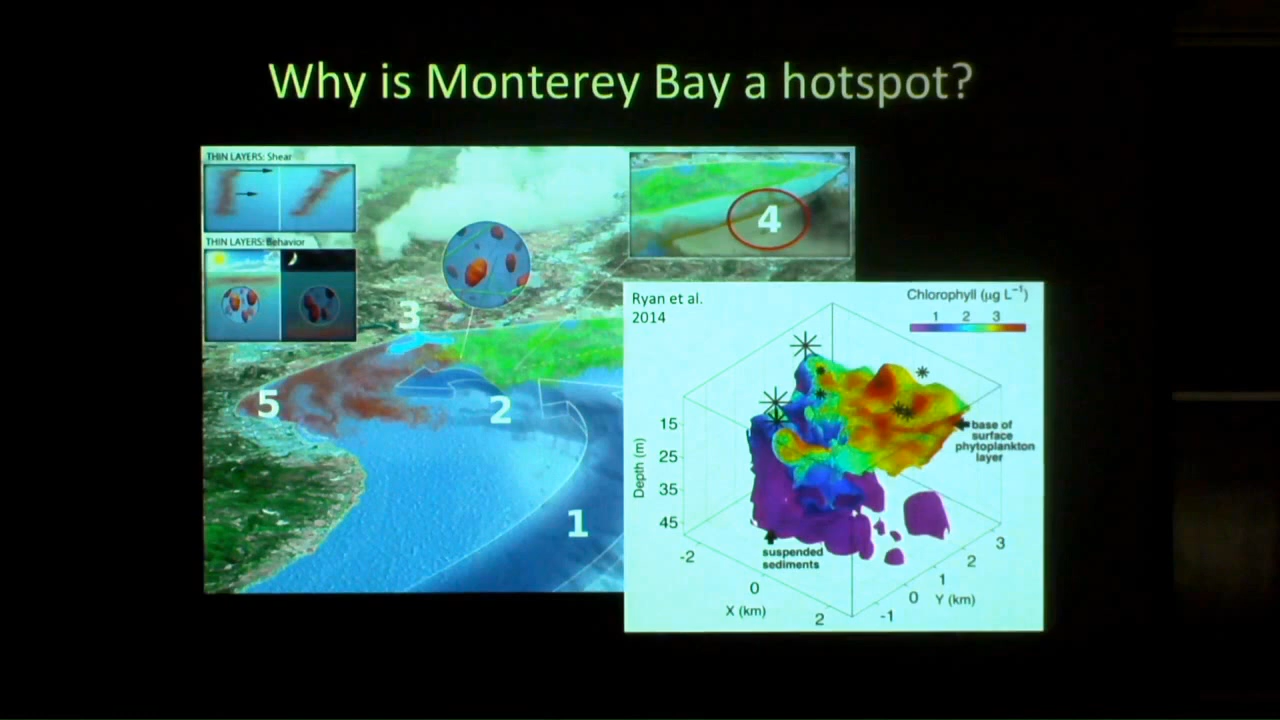 Why is Monterey Bay a hotspot?
THIN LAYERS: Shear
THIN LAYERS: Behavior
3
5
2
1
4
Ryan et al.
2014
Chlorophyll (µg L⁻¹)
1 2 3
Depth (m)
15
25
35
45
base of
surface
phytoplankton
layer
suspended
sediments
-2
0
2
X (km)
-1
0
1
2
3
Y (km)